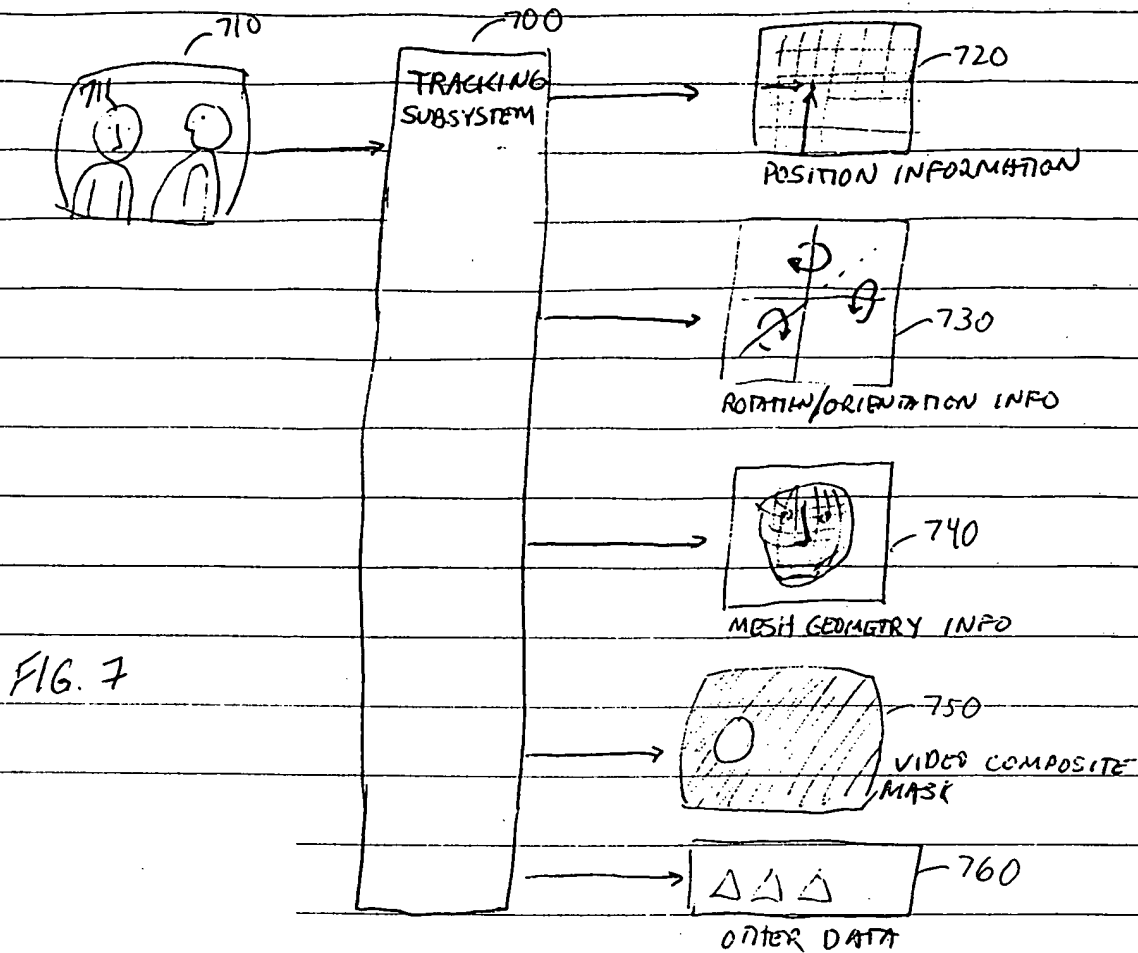 710
700
711
TRACKING
SUBSYSTEM
720
POSITION INFORMATION
730
ROTATION/ORIENTATION INFO
740
MESH GEOMETRY INFO
FIG. 7
750
VIDEO COMPOSITE
MASK
760
OTHER DATA